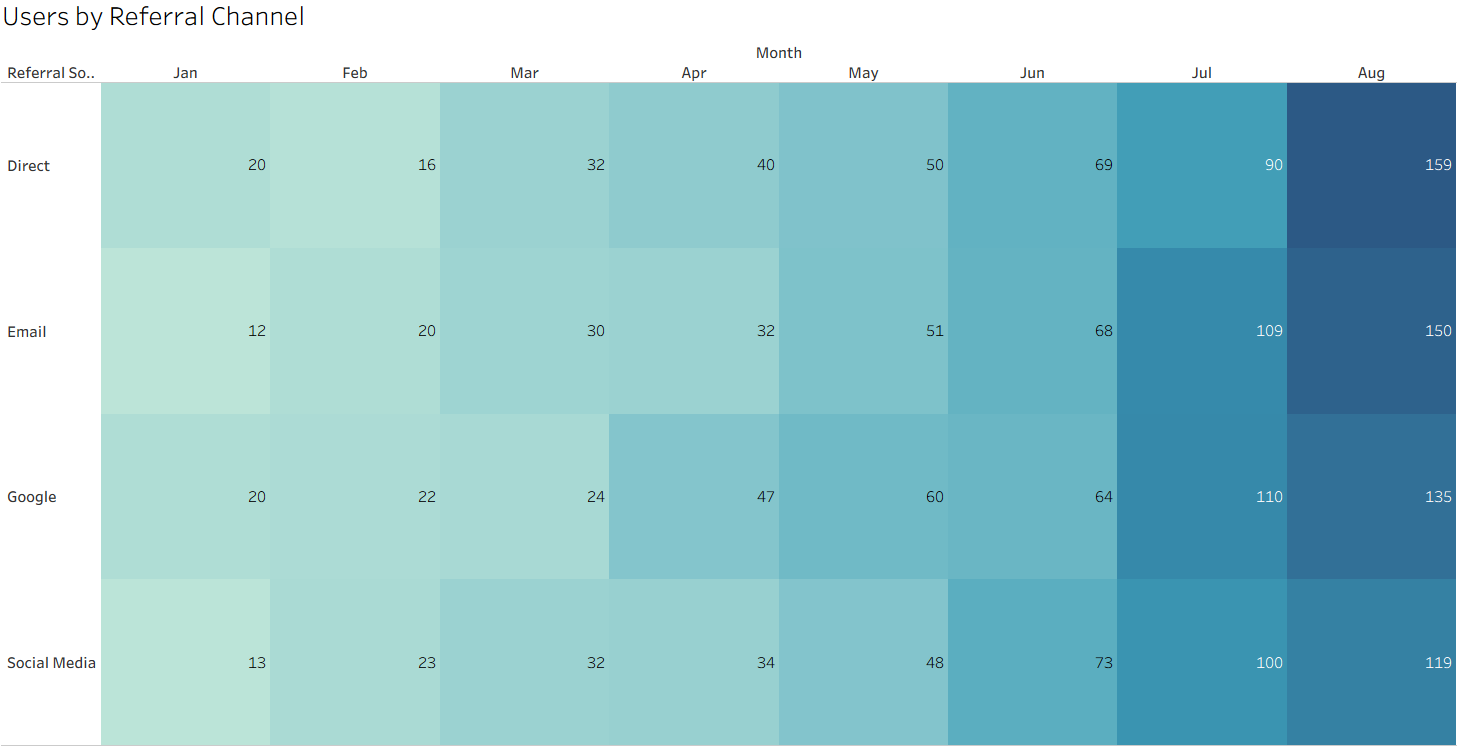 Users by Referral Channel
Month
Referral So.. Jan Feb Mar Apr May Jun Jul Aug
Direct 20 16 32 40 50 69 90 159
Email 12 20 30 32 51 68 109 150
Google 20 22 24 47 60 64 110 135
Social Media 13 23 32 34 48 73 100 119